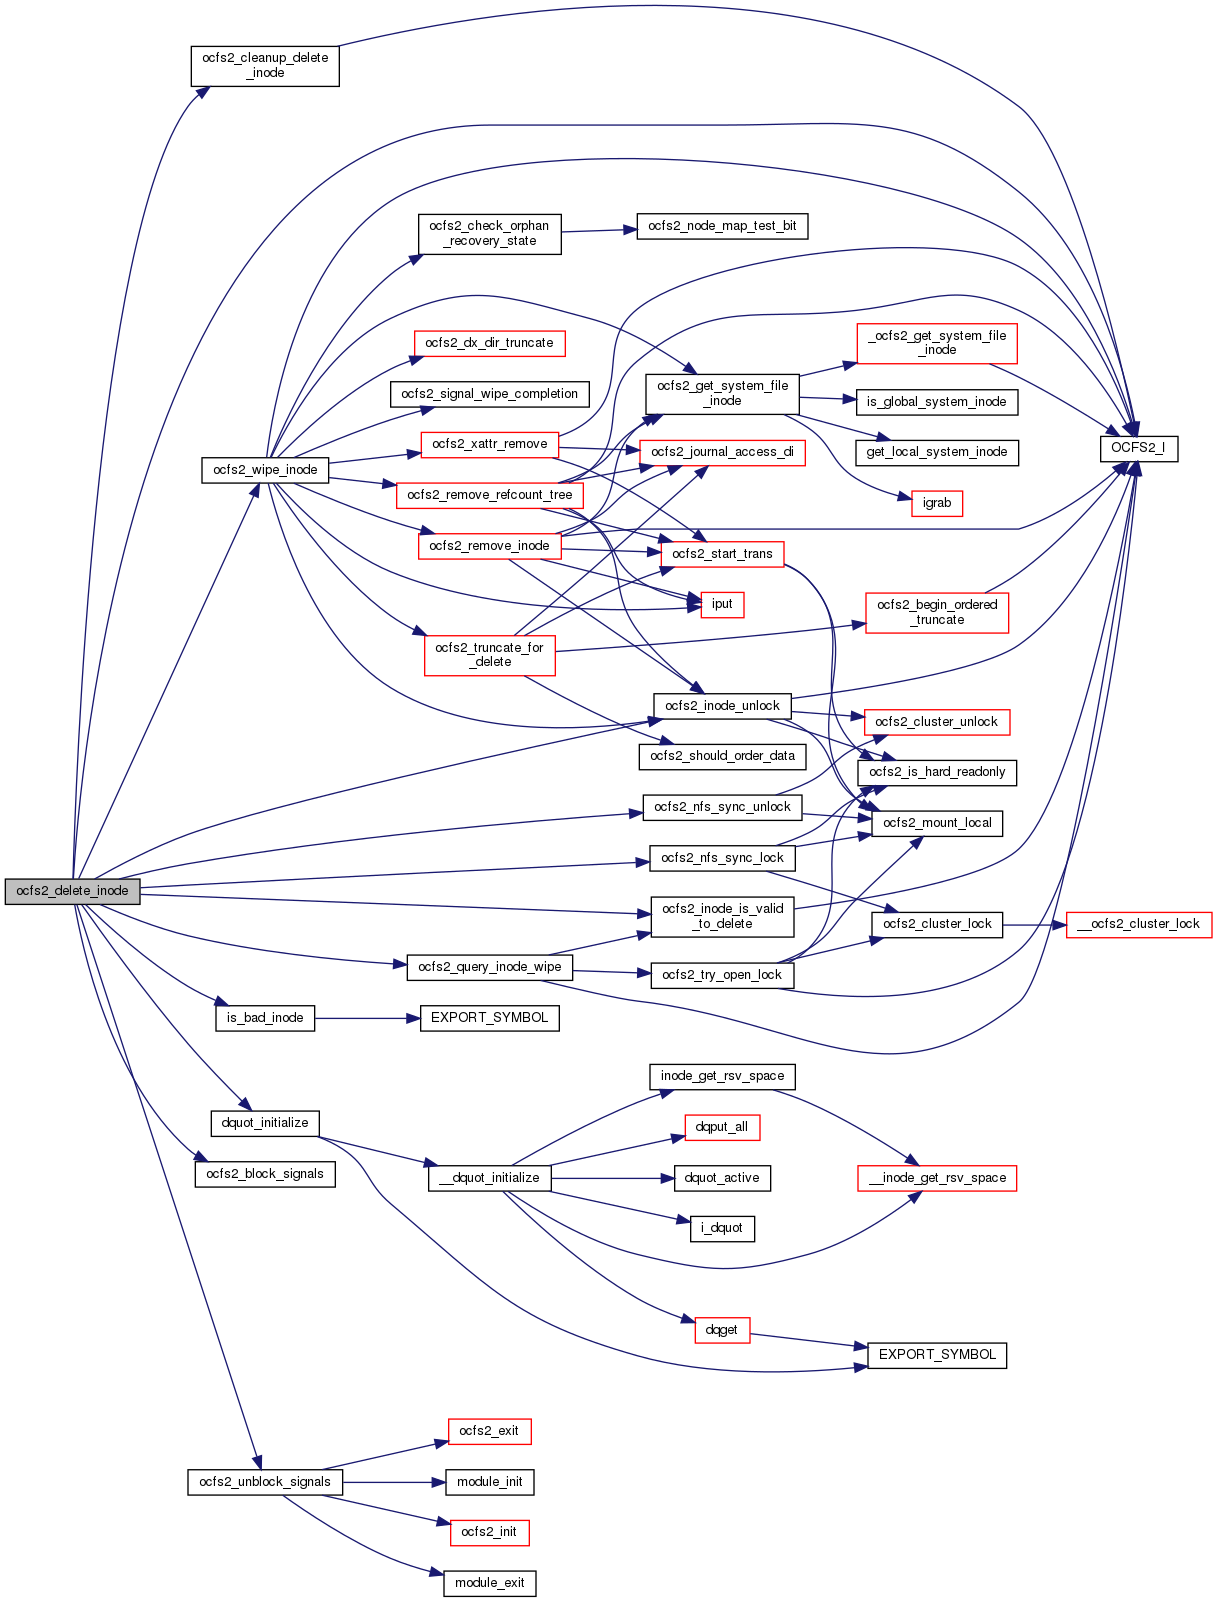 ocfs2_cleanup_delete
_inode
ocfs2_check_orphan
_recovery_state
ocfs2_node_map_test_bit
ocfs2_dx_dir_truncate
_ocfs2_get_system_file
_inode
ocfs2_signal_wipe_completion
ocfs2_get_system_file
_inode
is_global_system_inode
ocfs2_xattr_remove
ocfs2_journal_access_di
get_local_system_inode
OCFS2_I
ocfs2_wipe_inode
ocfs2_remove_refcount_tree
igrab
ocfs2_remove_inode
ocfs2_start_trans
iput
ocfs2_begin_ordered
_truncate
ocfs2_truncate_for
_delete
ocfs2_inode_unlock
ocfs2_cluster_unlock
ocfs2_should_order_data
ocfs2_is_hard_readonly
ocfs2_nfs_sync_unlock
ocfs2_mount_local
ocfs2_nfs_sync_lock
ocfs2_delete_inode
ocfs2_inode_is_valid
_to_delete
ocfs2_cluster_lock
__ocfs2_cluster_lock
ocfs2_query_inode_wipe
ocfs2_try_open_lock
is_bad_inode
EXPORT_SYMBOL
inode_get_rsv_space
dquot_initialize
dqput_all
ocfs2_block_signals
__dquot_initialize
dquot_active
__inode_get_rsv_space
i_dquot
dqget
EXPORT_SYMBOL
ocfs2_exit
ocfs2_unblock_signals
module_init
ocfs2_init
module_exit